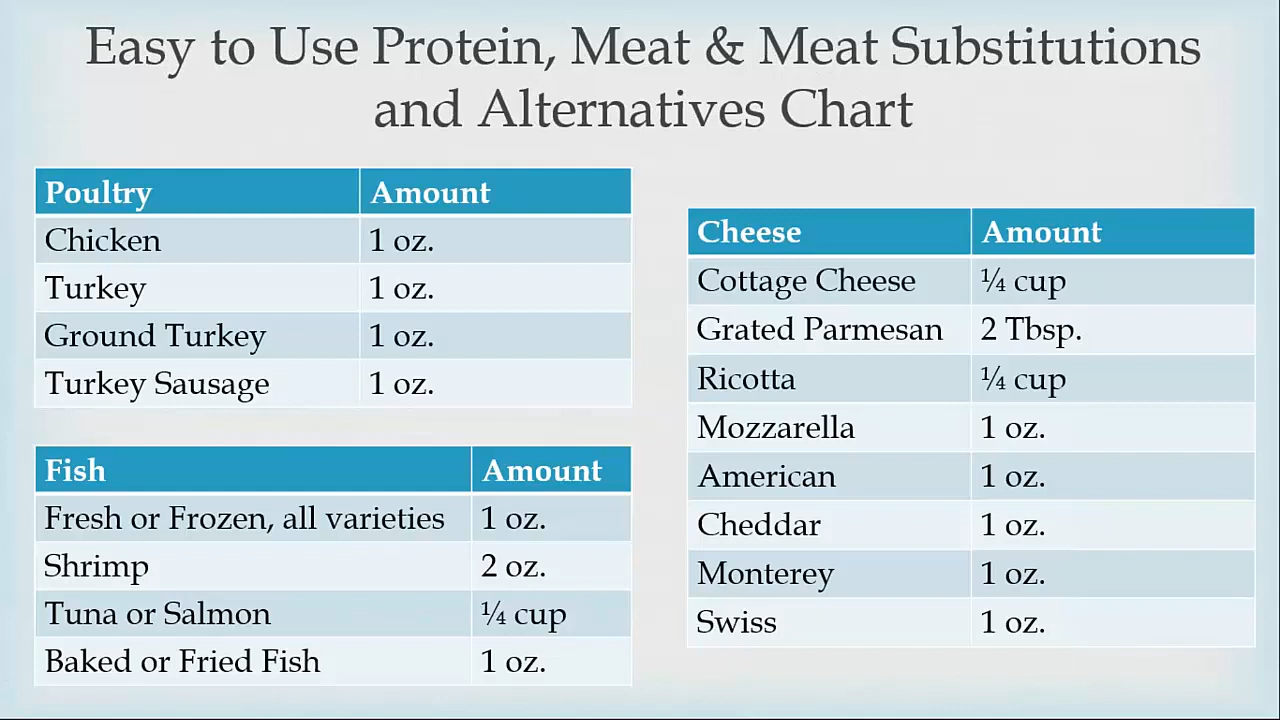 Easy to Use Protein, Meat & Meat Substitutions
and Alternatives Chart
Poultry Amount
Chicken 1 oz.
Turkey 1 oz.
Ground Turkey 1 oz.
Turkey Sausage 1 oz.
Fish Amount
Fresh or Frozen, all varieties 1 oz.
Shrimp 2 oz.
Tuna or Salmon ¼ cup
Baked or Fried Fish 1 oz.
Cheese Amount
Cottage Cheese ¼ cup
Grated Parmesan 2 Tbsp.
Ricotta ¼ cup
Mozzarella 1 oz.
American 1 oz.
Cheddar 1 oz.
Monterey 1 oz.
Swiss 1 oz.